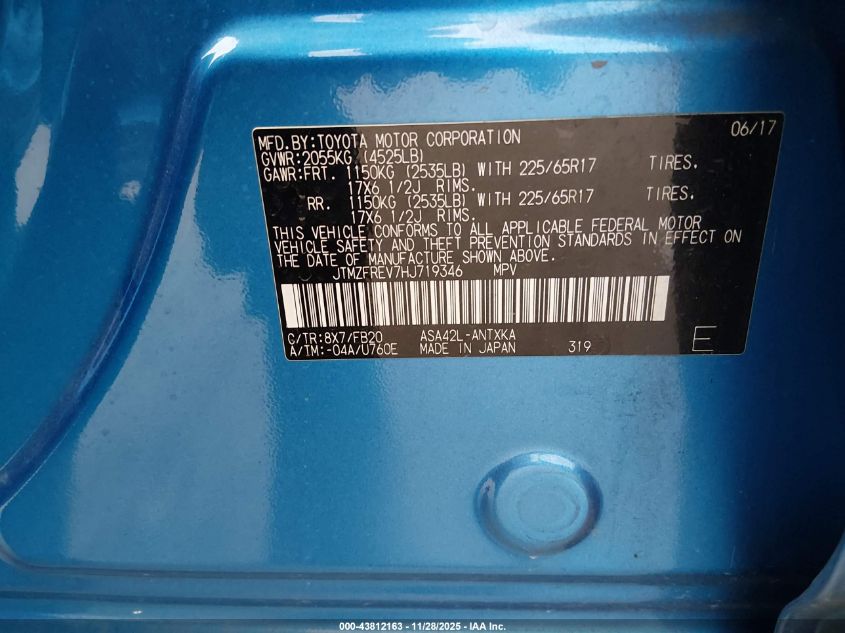 06/17
MFD.BY:TOYOTA MOTOR CORPORATION
GVWR:2055KG (4525LB)
GAWR:FRT. 1150KG (2535LB) WITH 225/65R17 TIRES.
17X6 1/2J RIMS.
RR. 1150KG (2535LB) WITH 225/65R17 TIRES.
17X6 1/2J RIMS.
THIS VEHICLE CONFORMS TO ALL APPLICABLE FEDERAL MOTOR
VEHICLE SAFETY AND THEFT PREVENTION STANDARDS IN EFFECT ON
THE DATE OF MANUFACTURE SHOWN ABOVE.
JTMZFREV7HJ719346 MPV
C/TR:8X7/FB20 ASA42L-ANTXKA
A/TM:-04A/U760E MADE IN JAPAN 319 E
000-43812163 - 11/28/2025 - IAA Inc.